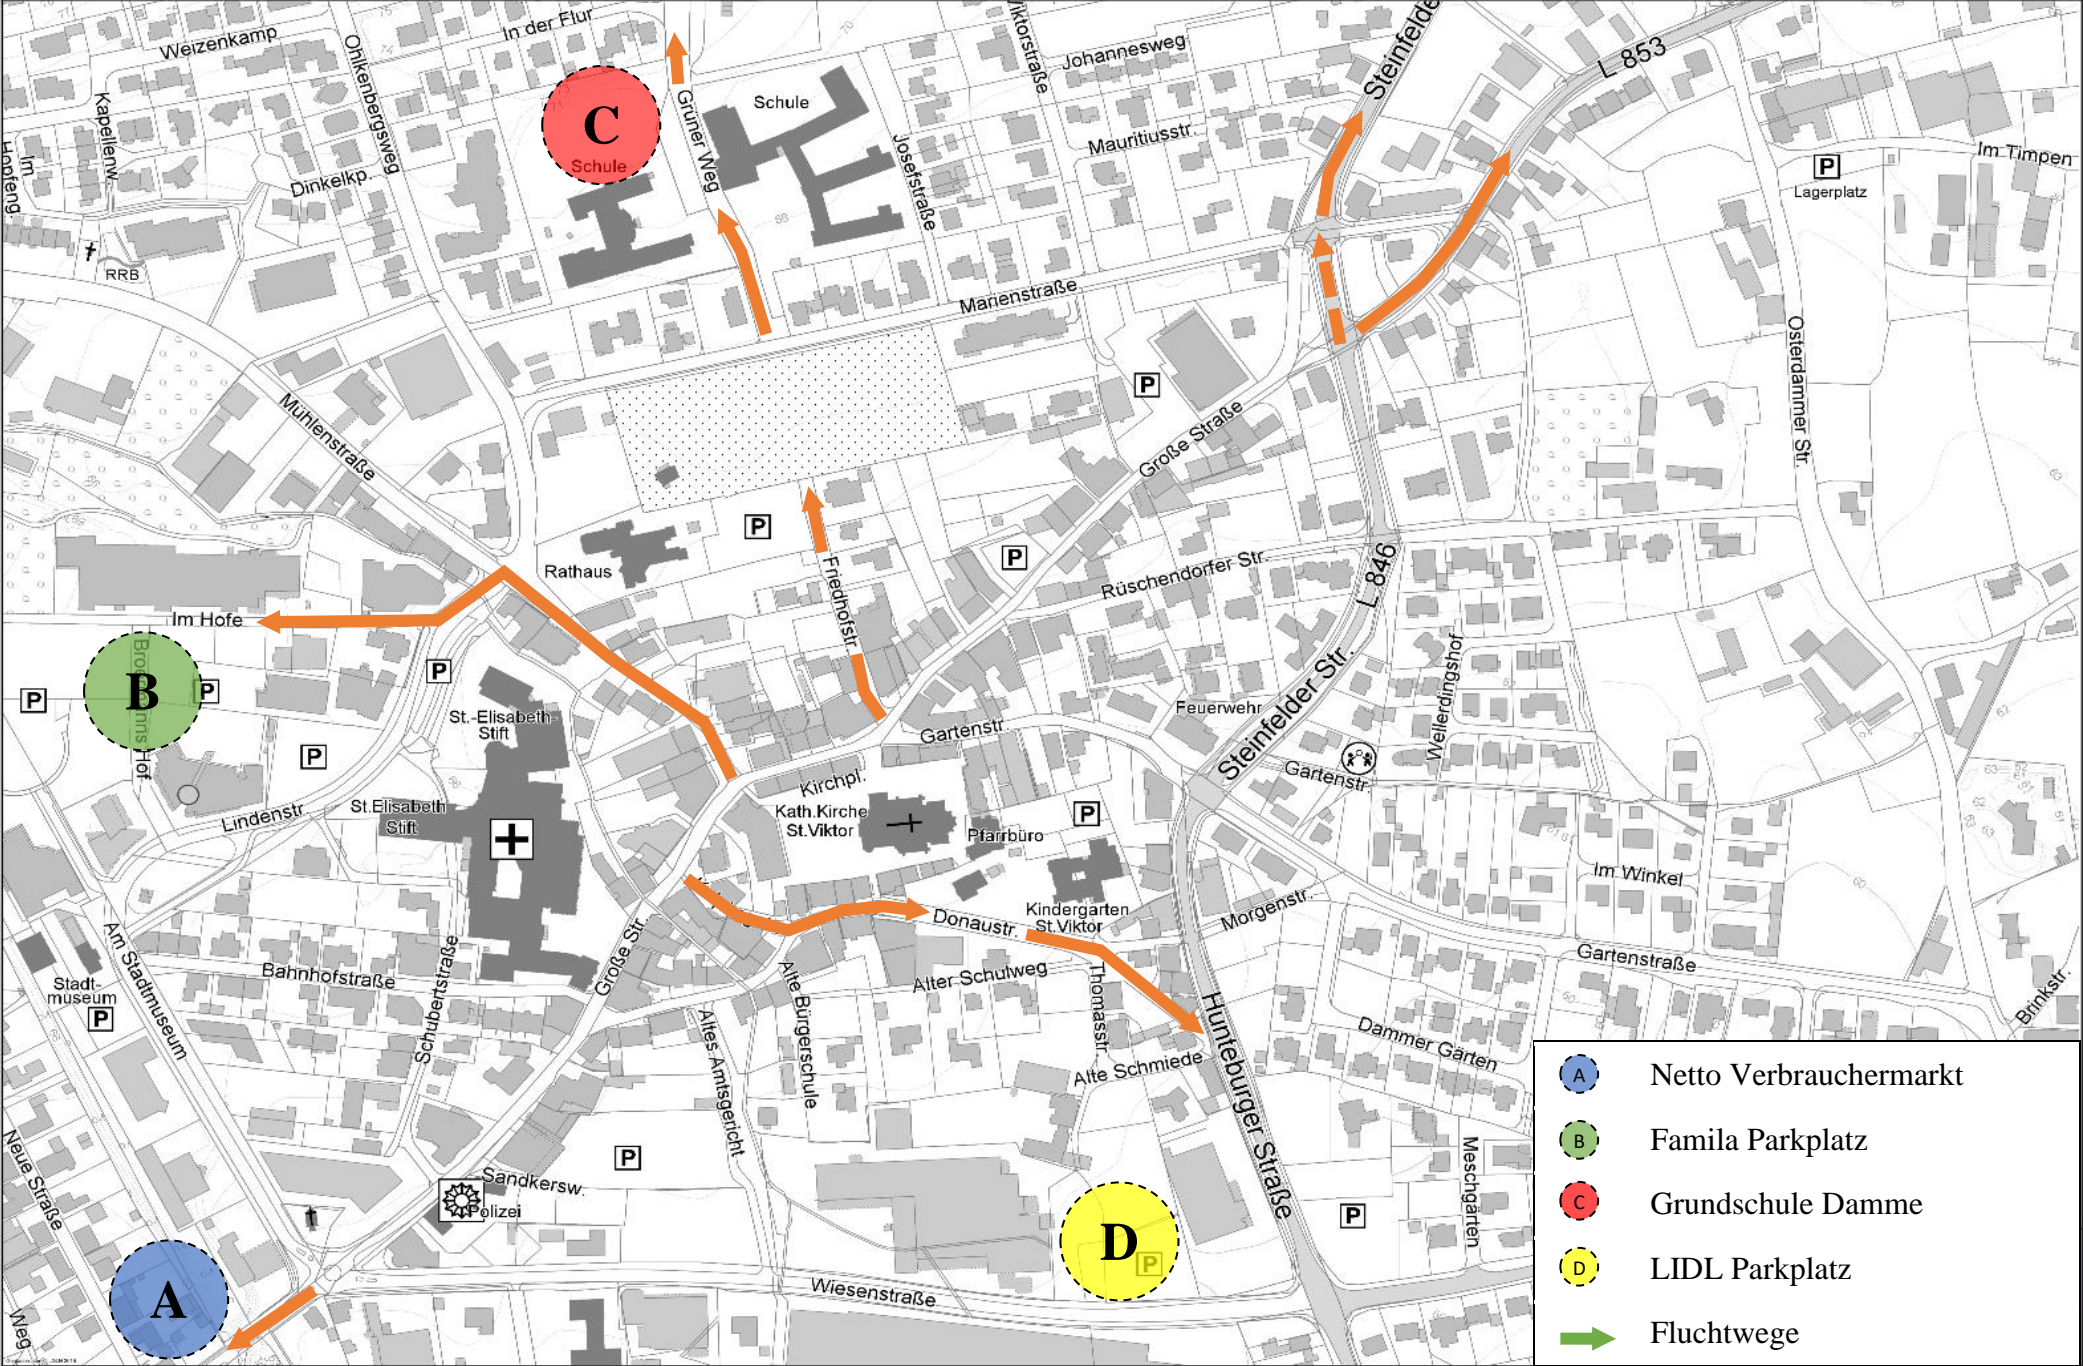 Weizenkamp
Ohlkenbergsweg
In der Flur
Viktorstraße
Johannesweg
L 853
Kapellenw.
C
Schule
Grüner Weg
Schule
Josefstraße
Mauritiusstr.
P
Lagerplatz
Im Timpen
Im
Dinkelkp.
RRB
Marienstraße
Osterdammer Str.
P
Mühlenstraße
Große Straße
P
P
Rathaus
Friedhofstr.
Rüschendorfer Str.
L 846
Im Hofe
B
P
P
P
P
St.-Elisabeth-
Stift
Gartenstr.
Feuerwehr
Steinfelder Str.
Wellerdingshof
Gartenstr.
Lindenstr.
St.Elisabeth
Stift
Kirchpl.
Kath.Kirche
St.Viktor
Pfarrbüro
P
Im Winkel
Morgenstr.
Kindergarten
St.Viktor
Donaustr.
Am Stadtmuseum
Stadt-
museum
P
Bahnhofstraße
Schubertstraße
Große Str.
Alter Schulweg
Alte Bürgerschule
Thomasstr.
Gartenstraße
Brinkstr.
Altes Amtsgericht
Alte Schmiede
Hunteburger Straße
Dammer Gärten
Meschgärten
Neue Straße
Weg
Sandkersw.
Polizei
P
D
P
P
A
Wiesenstraße
A Netto Verbrauchermarkt
B Famila Parkplatz
C Grundschule Damme
D LIDL Parkplatz
Fluchtwege